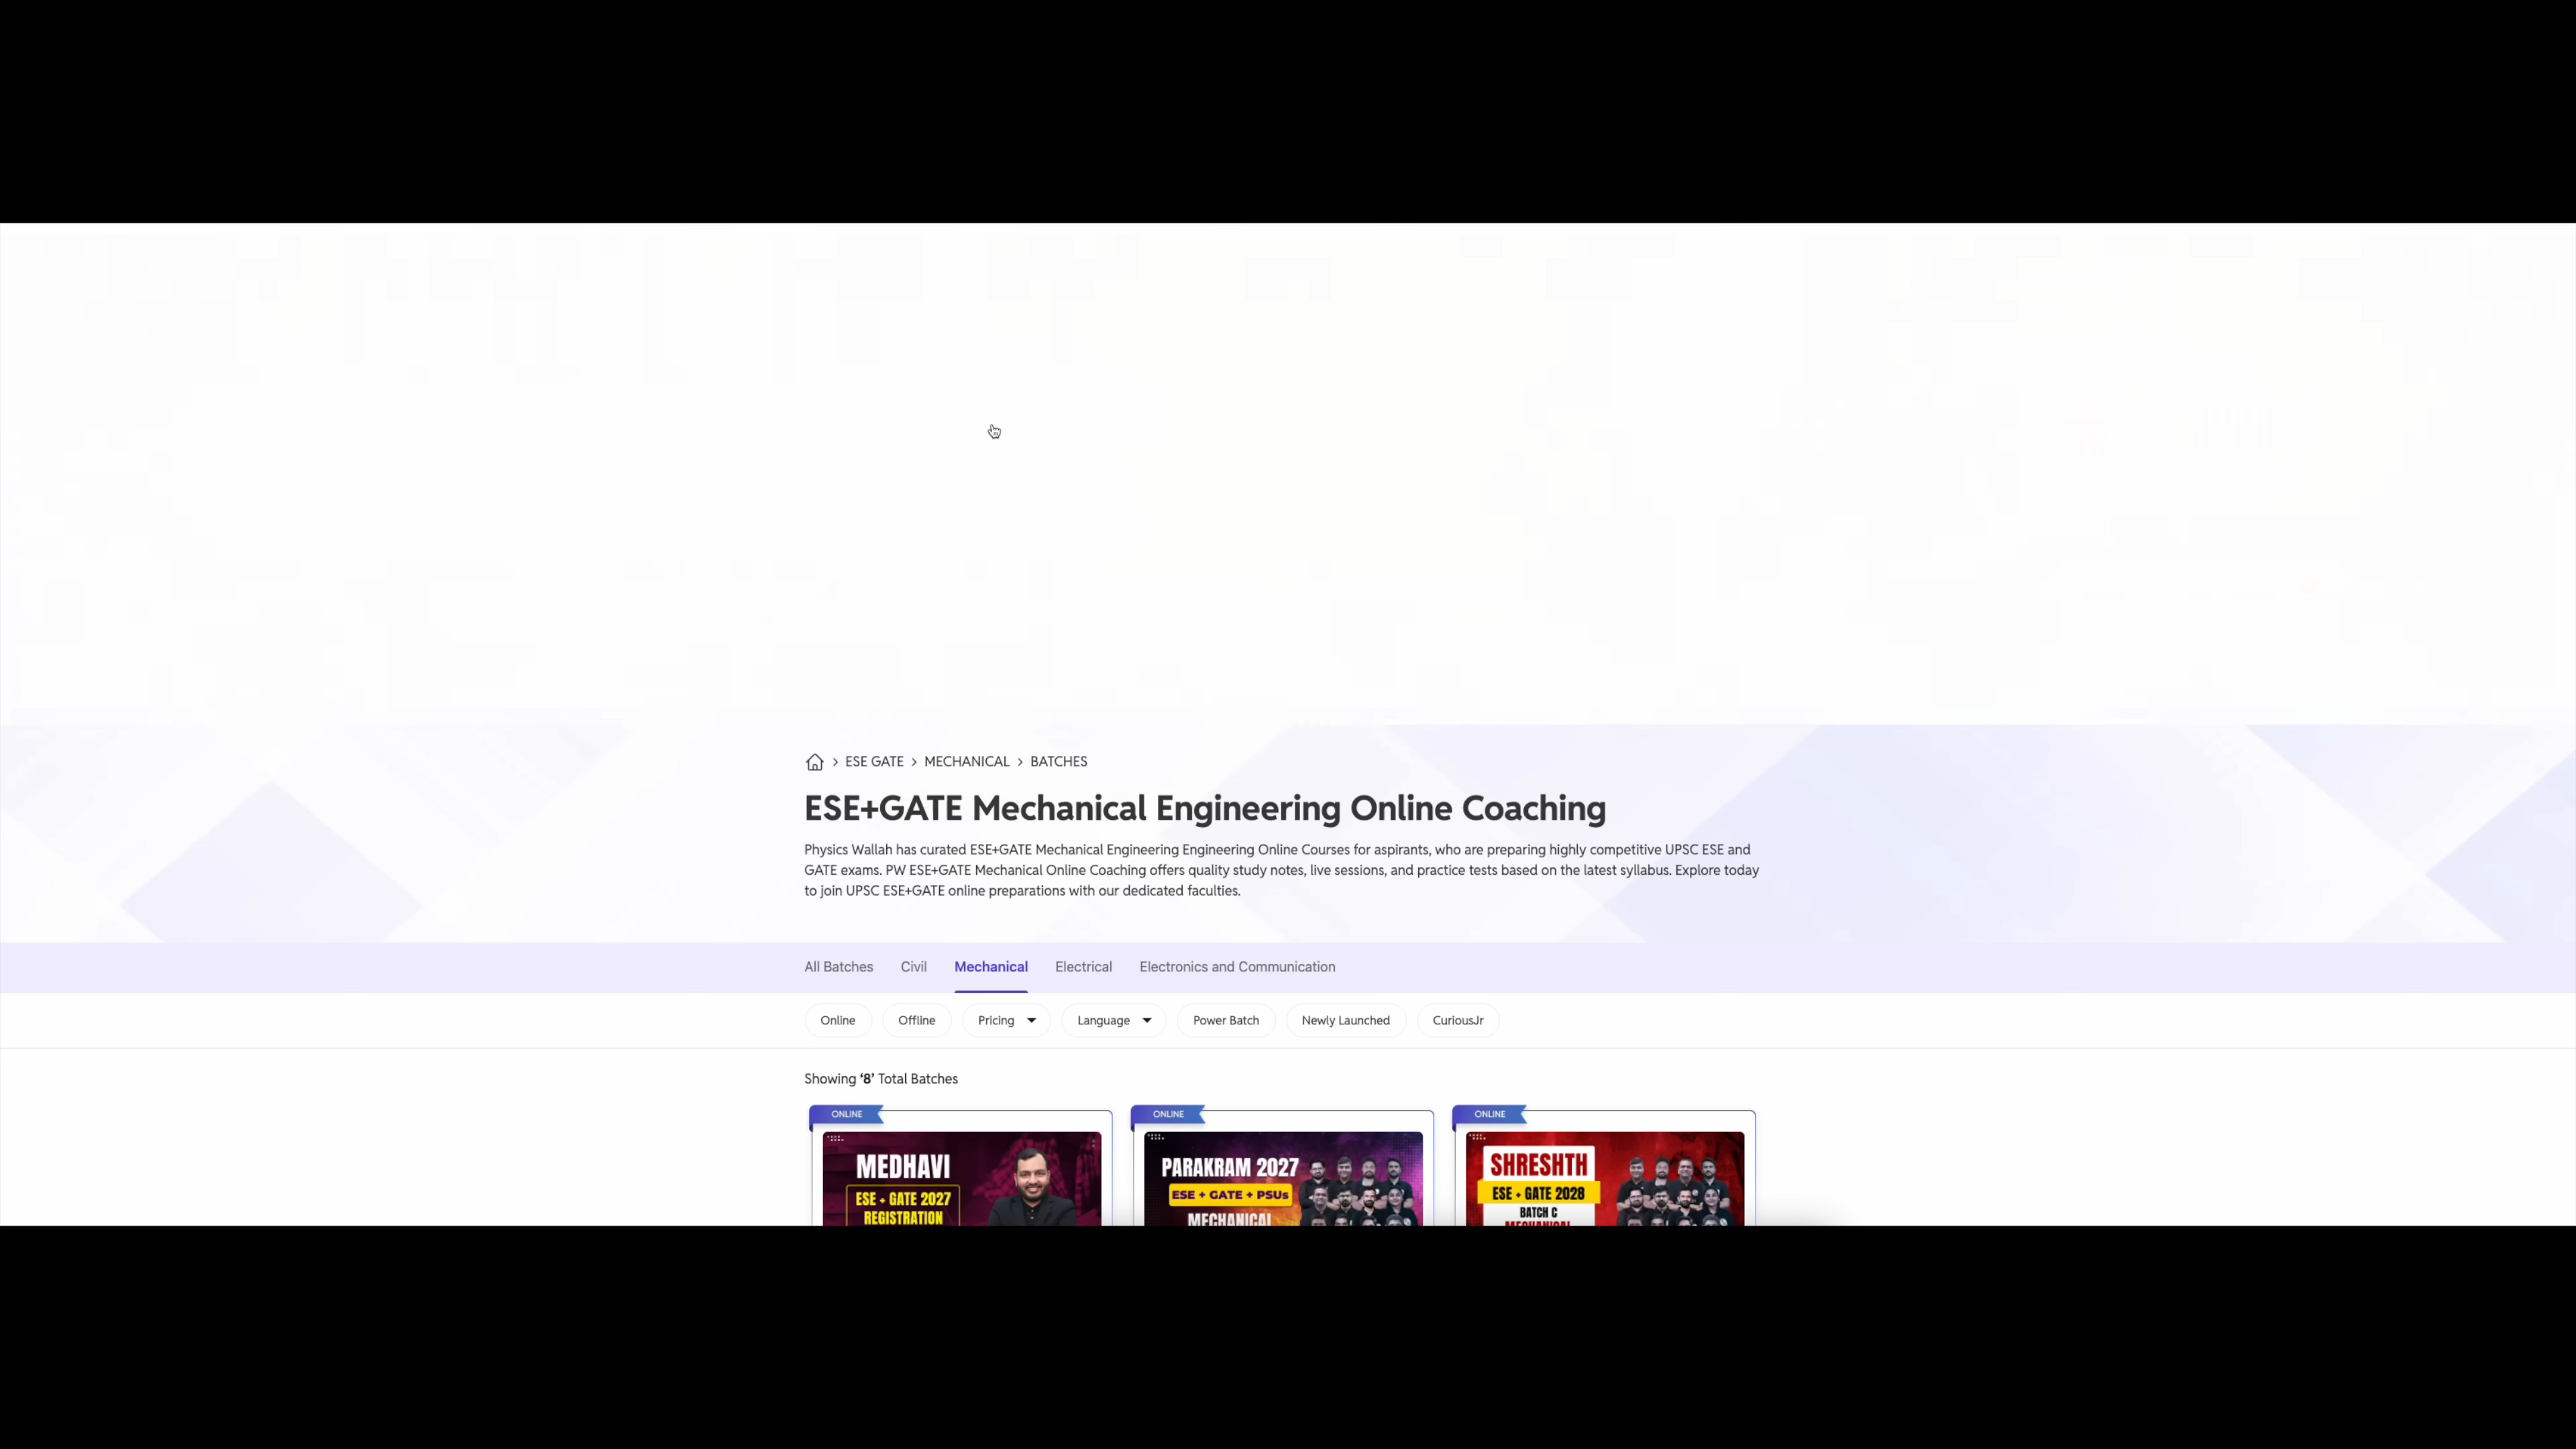 ESE GATE > MECHANICAL > BATCHES
ESE+GATE Mechanical Engineering Online Coaching
Physics Wallah has curated ESE+GATE Mechanical Engineering Engineering Online Courses for aspirants, who are preparing highly competitive UPSC ESE and
GATE exams. PW ESE+GATE Mechanical Online Coaching offers quality study notes, live sessions, and practice tests based on the latest syllabus. Explore today
to join UPSC ESE+GATE online preparations with our dedicated faculties.
All Batches Civil Mechanical Electrical Electronics and Communication
Online Offline Pricing Language Power Batch Newly Launched CuriousJr
Showing ‘8’ Total Batches
ONLINE
MEDHAVI
ESE + GATE 2027
REGISTRATION
ONLINE
PARAKRAM 2027
ESE + GATE + PSUs
MECHANICAL
ONLINE
SHRESHTH
ESE + GATE 2028
BATCH C
MECHANICAL